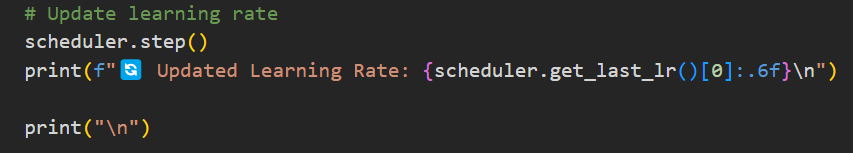 # Update learning rate
scheduler.step()
print(f"🔄 Updated Learning Rate: {scheduler.get_last_lr()[0]:.6f}\n")
print("\n")